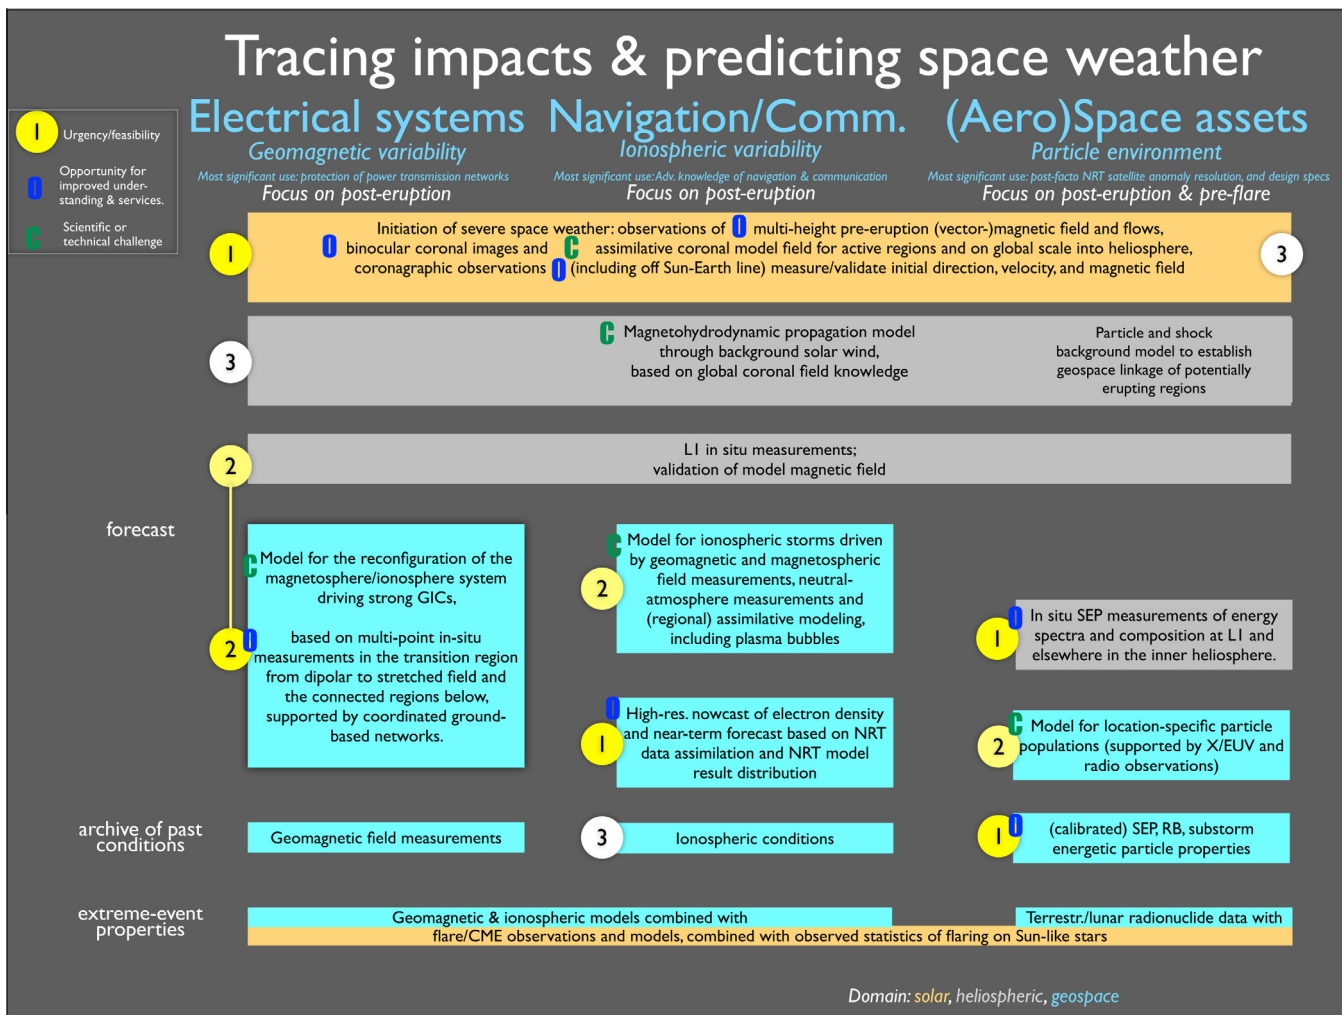 Tracing impacts & predicting space weather
1
Urgency/feasibility
O
Opportunity for
improved under-
standing & services.
C
Scientific or
technical challenge
Electrical systems
Geomagnetic variability
Most significant use: protection of power transmission networks
Focus on post-eruption
Navigation/Comm.
Ionospheric variability
Most significant use: Adv. knowledge of navigation & communication
Focus on post-eruption
(Aero)Space assets
Particle environment
Most significant use: post-facto NRT satellite anomaly resolution, and design specs
Focus on post-eruption & pre-flare
1
Initiation of severe space weather: observations of O multi-height pre-eruption (vector-)magnetic field and flows,
O binocular coronal images and C assimilative coronal model field for active regions and on global scale into heliosphere,
coronagraphic observations O (including off Sun-Earth line) measure/validate initial direction, velocity, and magnetic field
3
3
C Magnetohydrodynamic propagation model
through background solar wind,
based on global coronal field knowledge
Particle and shock
background model to establish
geospace linkage of potentially
erupting regions
2
L1 in situ measurements;
validation of model magnetic field
forecast
C Model for the reconfiguration of the
magnetosphere/ionosphere system
driving strong GICs,
2 O
based on multi-point in-situ
measurements in the transition region
from dipolar to stretched field and
the connected regions below,
supported by coordinated ground-
based networks.
C
2
Model for ionospheric storms driven
by geomagnetic and magnetospheric
field measurements, neutral-
atmosphere measurements and
(regional) assimilative modeling,
including plasma bubbles
O
1
In situ SEP measurements of energy
spectra and composition at L1 and
elsewhere in the inner heliosphere.
O
1
High-res. nowcast of electron density
and near-term forecast based on NRT
data assimilation and NRT model
result distribution
C
2
Model for location-specific particle
populations (supported by X/EUV and
radio observations)
archive of past
conditions
Geomagnetic field measurements
3
Ionospheric conditions
O
1
(calibrated) SEP, RB, substorm
energetic particle properties
extreme-event
properties
Geomagnetic & ionospheric models combined with
Terrestr./lunar radionuclide data with
flare/CME observations and models, combined with observed statistics of flaring on Sun-like stars
Domain: solar, heliospheric, geospace